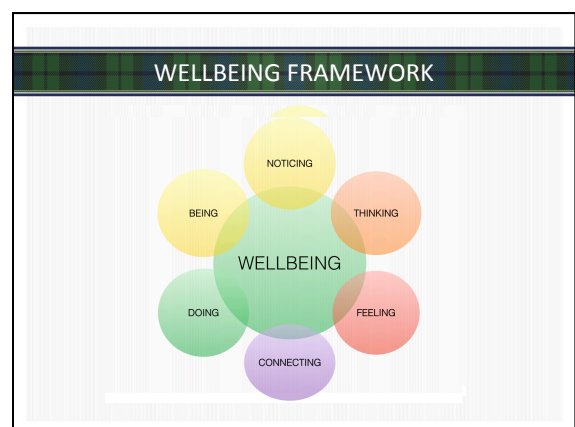 WELLBEING FRAMEWORK
NOTICING
BEING
THINKING
WELLBEING
DOING
FEELING
CONNECTING